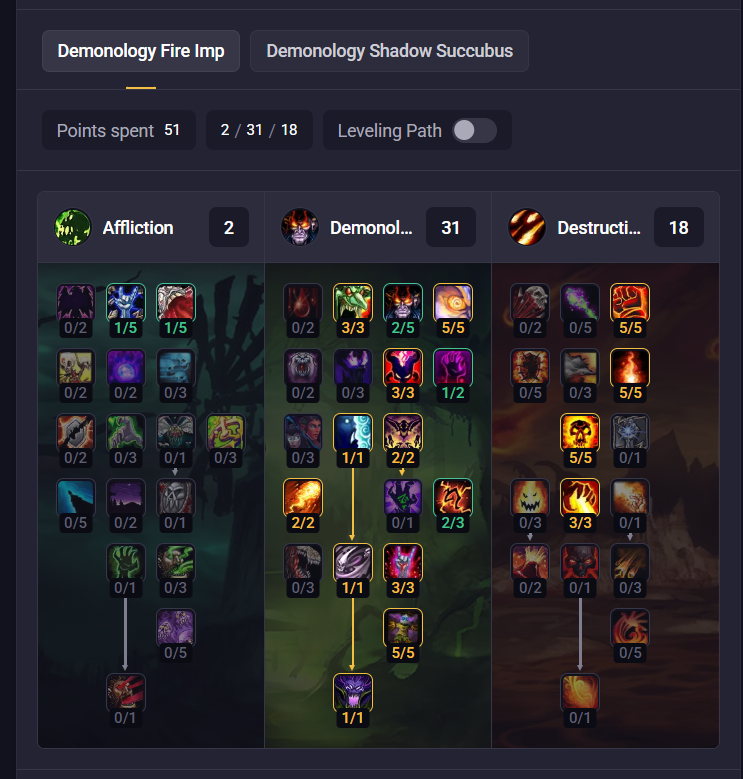 Demonology Fire Imp Demonology Shadow Succubus
Points spent 51 2 / 31 / 18 Leveling Path
Affliction 2 Demonol... 31 Destructi... 18
0/2 1/5 1/5 0/2 3/3 2/5 5/5 0/2 0/5 5/5
0/2 0/2 0/3 0/2 0/3 3/3 1/2 0/5 0/3 5/5
0/2 0/3 0/1 0/3 0/3 1/1 2/2 5/5 0/1
0/5 0/2 0/1 2/2 0/1 2/3 0/3 3/3 0/1
0/1 0/3 0/3 1/1 3/3 0/2 0/1 0/3
0/5 5/5 0/5
0/1 1/1 0/1